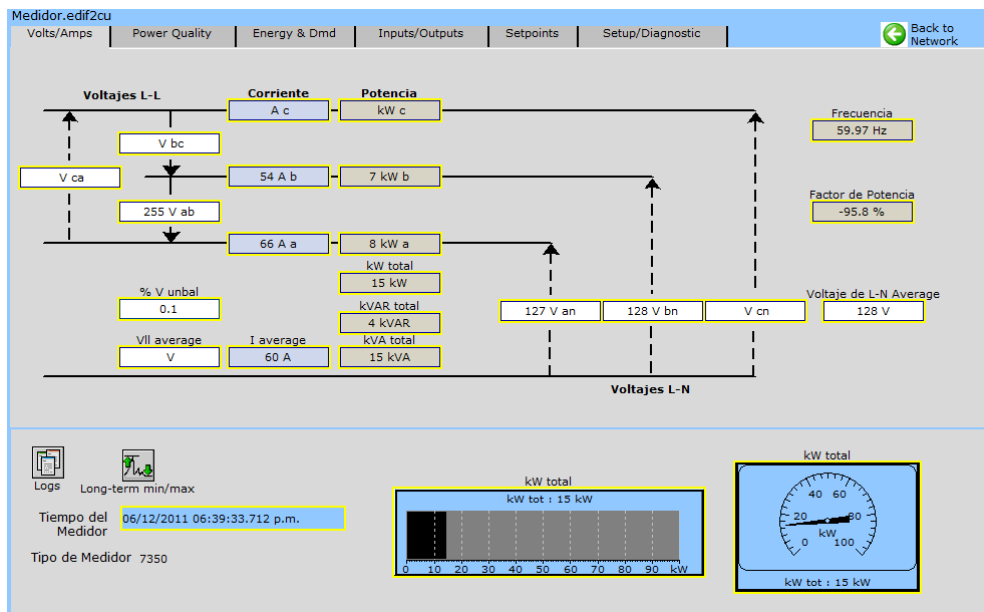 Medidor.edif2cu
Volts/Amps Power Quality Energy & Dmd Inputs/Outputs Setpoints Setup/Diagnostic
Back to
Network
Voltajes L-L Corriente Potencia
A c kW c
Frecuencia
59.97 Hz
V bc
V ca 54 A b 7 kW b
Factor de Potencia
-95.8 %
255 V ab
66 A a 8 kW a
kW total
15 kW
% V unbal
0.1
kVAR total
4 kVAR
127 V an 128 V bn V cn
Voltaje de L-N Average
128 V
Vll average I average kVA total
V 60 A 15 kVA
Voltajes L-N
Logs
Long-term min/max
Tiempo del
Medidor
06/12/2011 06:39:33.712 p.m.
Tipo de Medidor 7350
kW total
kW tot : 15 kW
0 10 20 30 40 50 60 70 80 90 kW
kW total
40 60
20 80
kW
0 100
kW tot : 15 kW